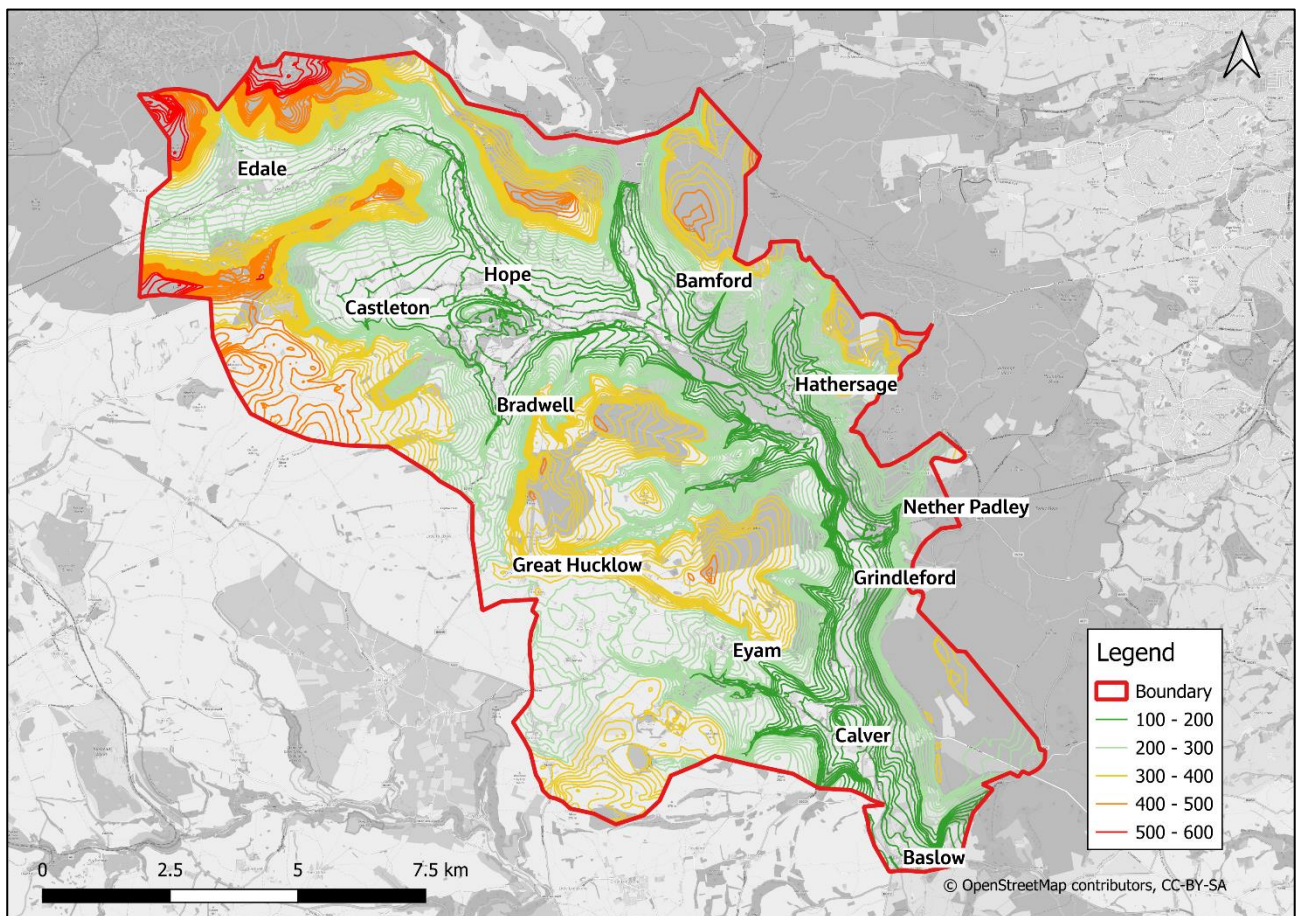 Edale
Hope
Castleton
Bamford
Hathersage
Bradwell
Nether Padley
Great Hucklow
Grindleford
Eyam
Calver
Baslow
Legend
Boundary
100 - 200
200 - 300
300 - 400
400 - 500
500 - 600
0 2.5 5 7.5 km
© OpenStreetMap contributors, CC-BY-SA